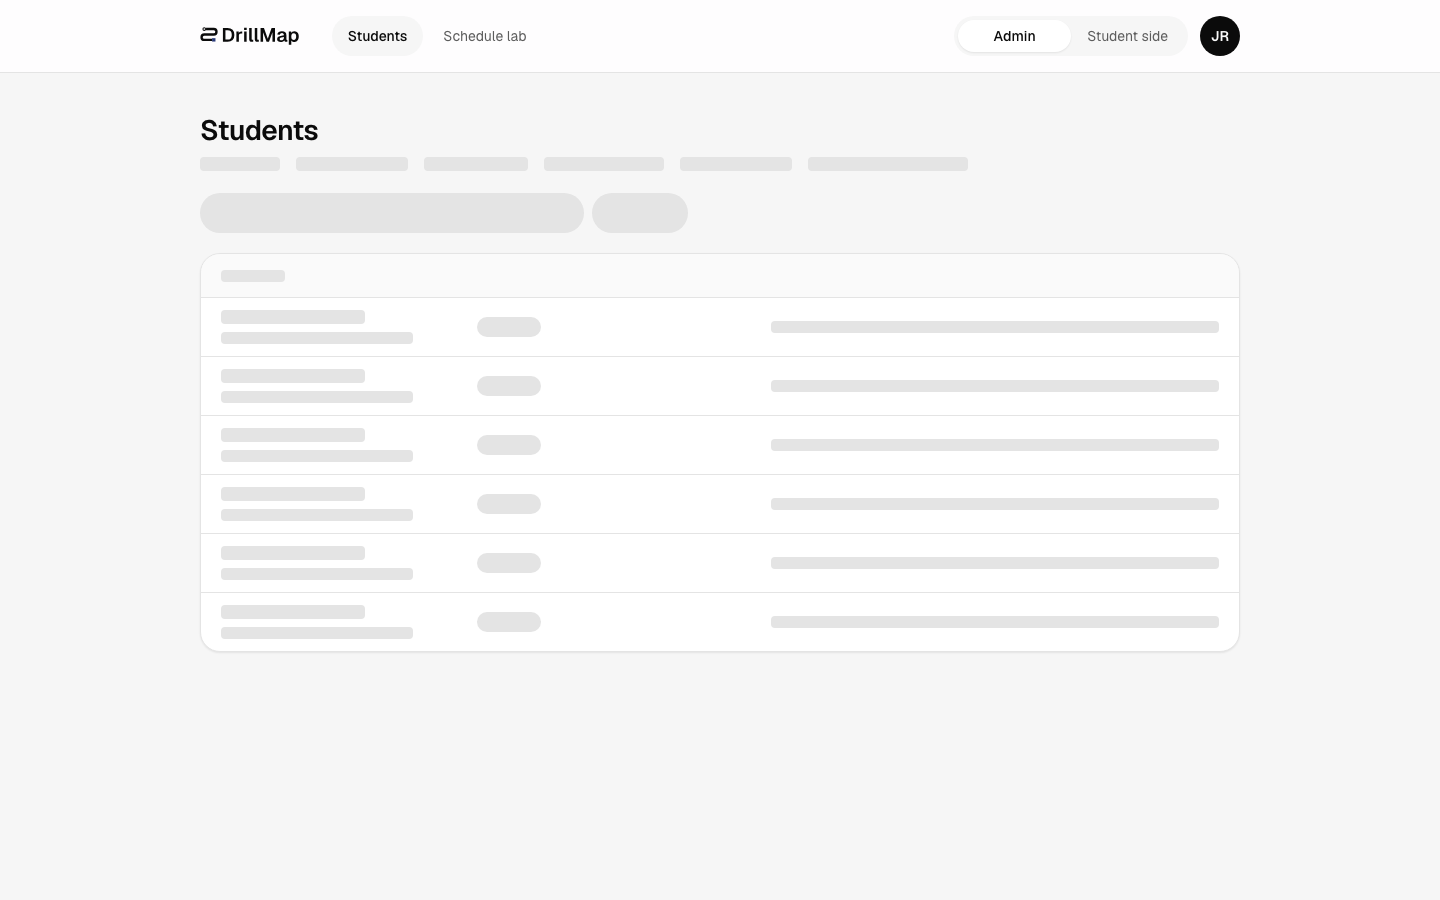 DrillMap
Students
Schedule lab
Admin
Student side
JR
Students